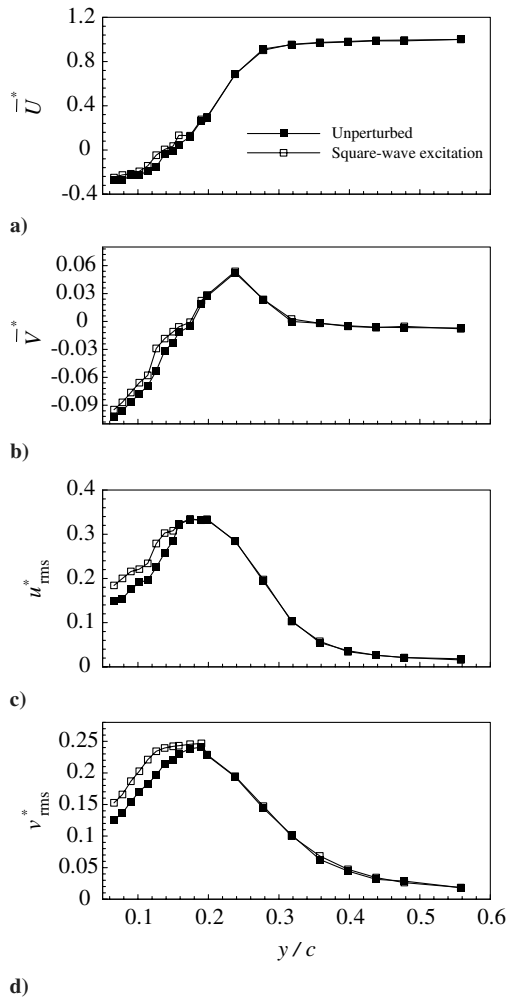 1.2
0.8
0.4
0
-0.4
U̅*
Unperturbed
Square-wave excitation
a)
0.06
0.03
0
-0.03
-0.06
-0.09
V̅*
b)
0.4
0.3
0.2
0.1
0
u*rms
c)
0.25
0.2
0.15
0.1
0.05
0
v*rms
0.1 0.2 0.3 0.4 0.5 0.6
y / c
d)